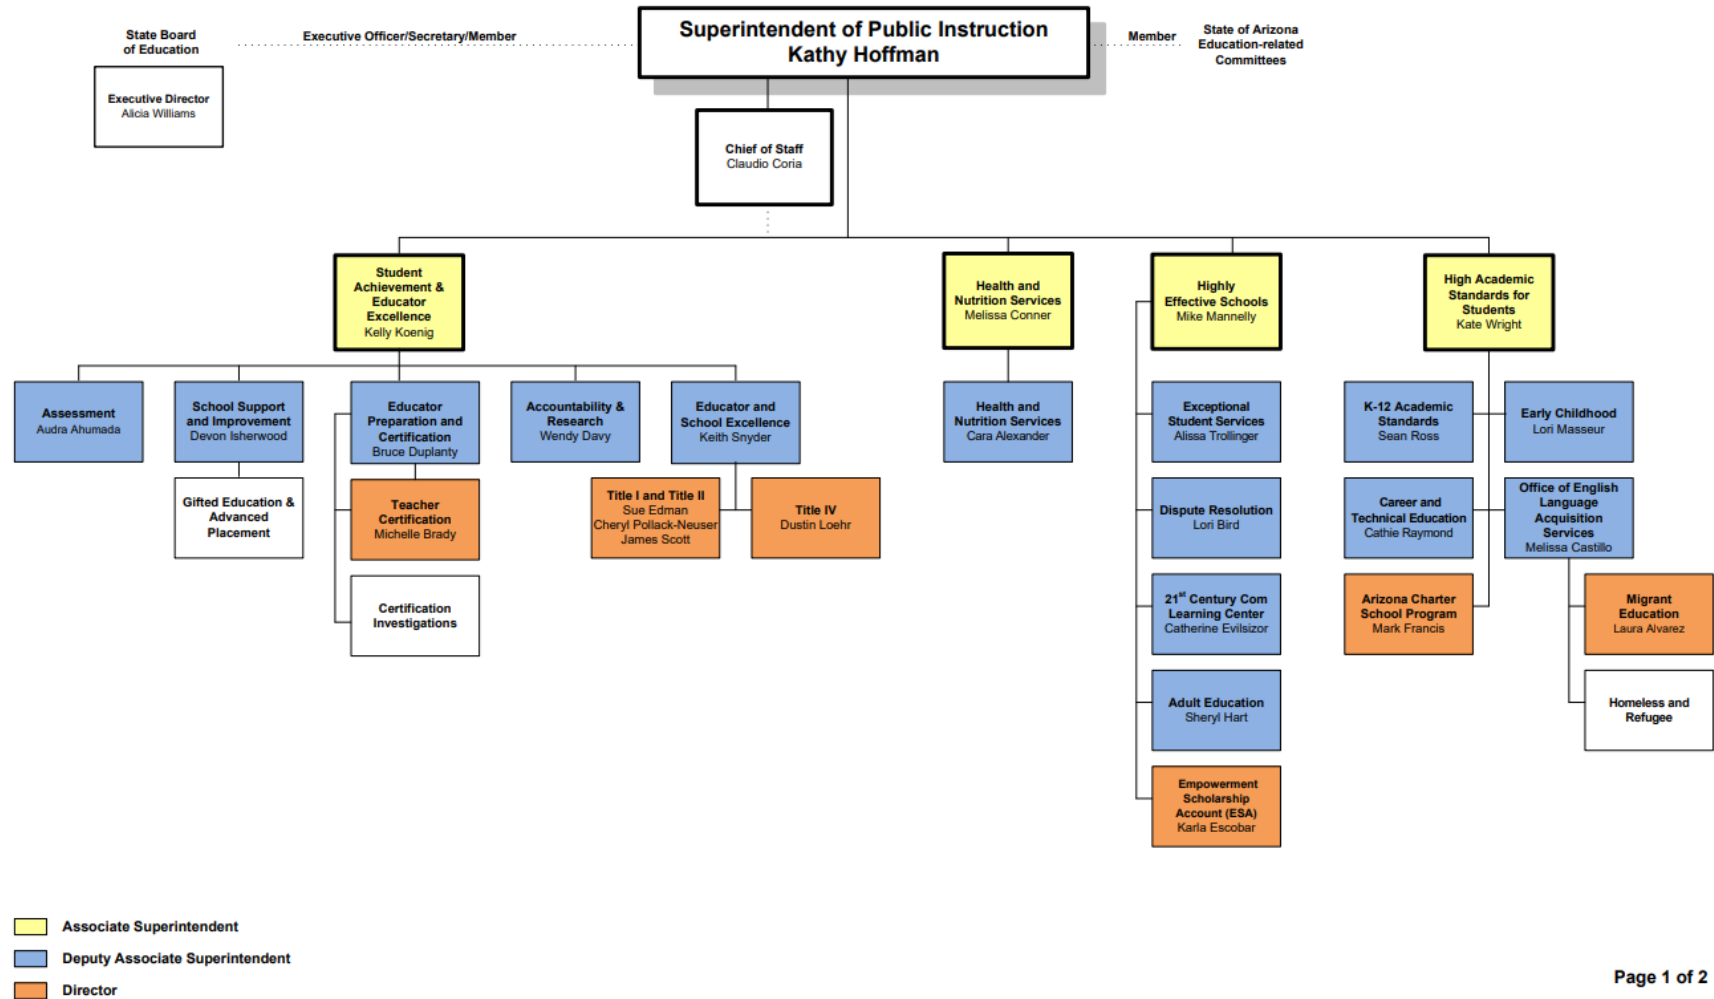 Superintendent of Public Instruction
Kathy Hoffman
State Board
of Education
Executive Officer/Secretary/Member
Member
State of Arizona
Education-related
Committees
Executive Director
Alicia Williams
Chief of Staff
Claudio Coria
Student
Achievement &
Educator
Excellence
Kelly Koenig
Health and
Nutrition Services
Melissa Conner
Highly
Effective Schools
Mike Mannelly
High Academic
Standards for
Students
Kate Wright
Assessment
Audra Ahumada
School Support
and Improvement
Devon Isherwood
Educator
Preparation and
Certification
Bruce Duplanty
Accountability &
Research
Wendy Davy
Educator and
School Excellence
Keith Snyder
Health and
Nutrition Services
Cara Alexander
Exceptional
Student Services
Alissa Trollinger
K-12 Academic
Standards
Sean Ross
Early Childhood
Lori Masseur
Gifted Education &
Advanced
Placement
Teacher
Certification
Michelle Brady
Title I and Title II
Sue Edman
Cheryl Pollack-Neuser
James Scott
Title IV
Dustin Loehr
Dispute Resolution
Lori Bird
Career and
Technical Education
Cathie Raymond
Office of English
Language
Acquisition
Services
Melissa Castillo
Certification
Investigations
21st Century Com
Learning Center
Catherine Evilsizor
Arizona Charter
School Program
Mark Francis
Migrant
Education
Laura Alvarez
Adult Education
Sheryl Hart
Homeless and
Refugee
Empowerment
Scholarship
Account (ESA)
Karla Escobar
Associate Superintendent
Deputy Associate Superintendent
Director
Page 1 of 2